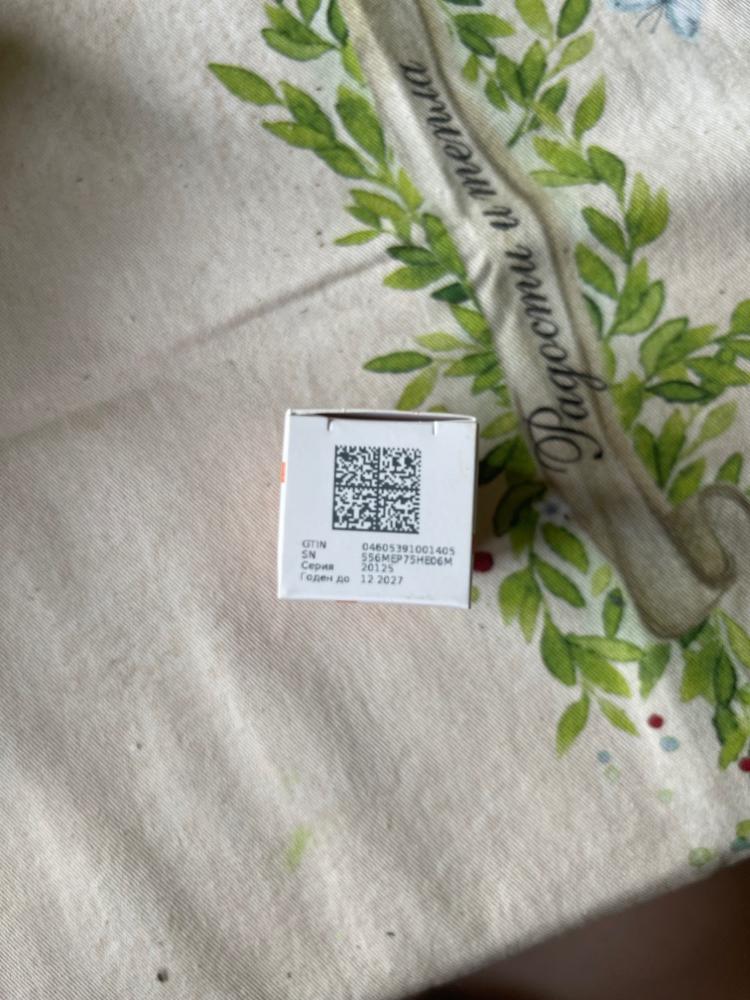 Радости и тепла
GTIN 04605391001405
SN 556MEP75HE06M
Серия 20125
Годен до 12.2027